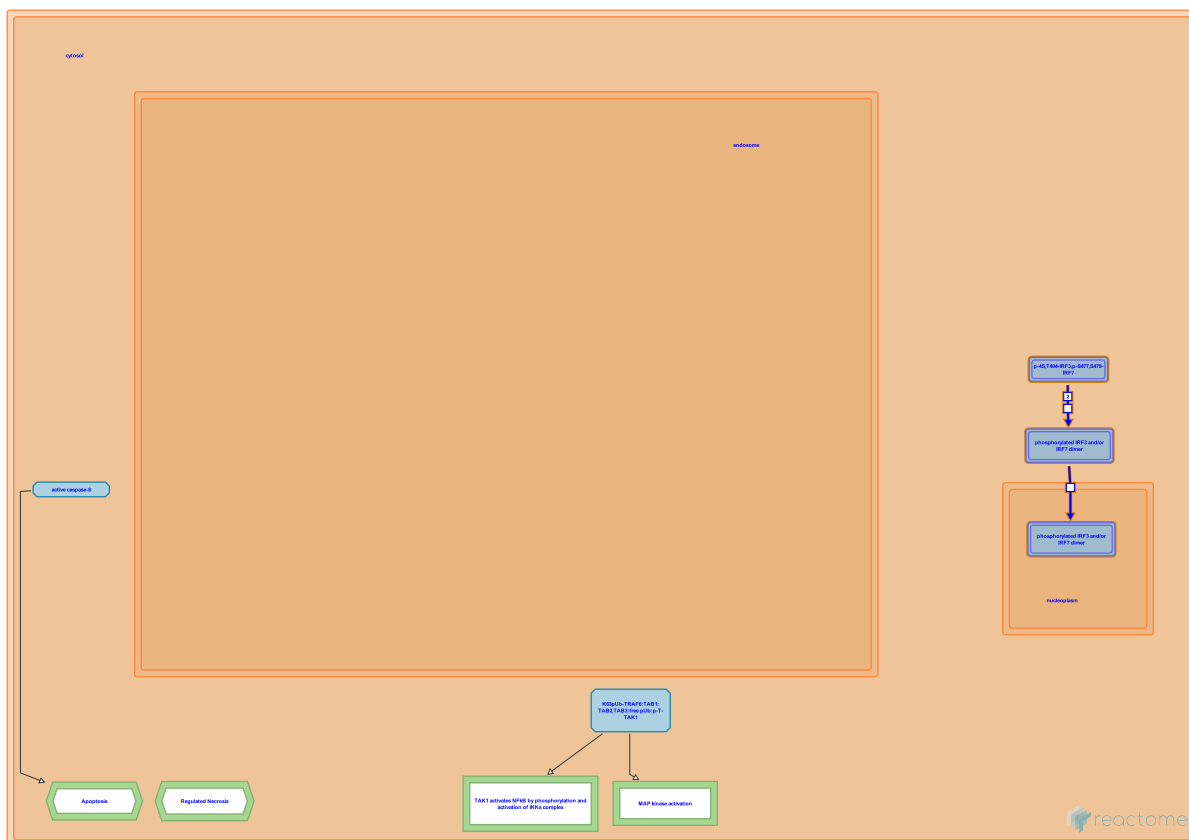 cytosol
endosome
p-4S,T404-IRF3,p-S477,S479-
IRF7
2
phosphorylated IRF3 and/or
IRF7 dimer
active caspase-8
phosphorylated IRF3 and/or
IRF7 dimer
nucleoplasm
K63pUb-TRAF6:TAB1:
TAB2,TAB3:free pUb:p-T-
TAK1
Apoptosis
Regulated Necrosis
TAK1 activates NFkB by phosphorylation and
activation of IKKs complex
MAP kinase activation
reactome